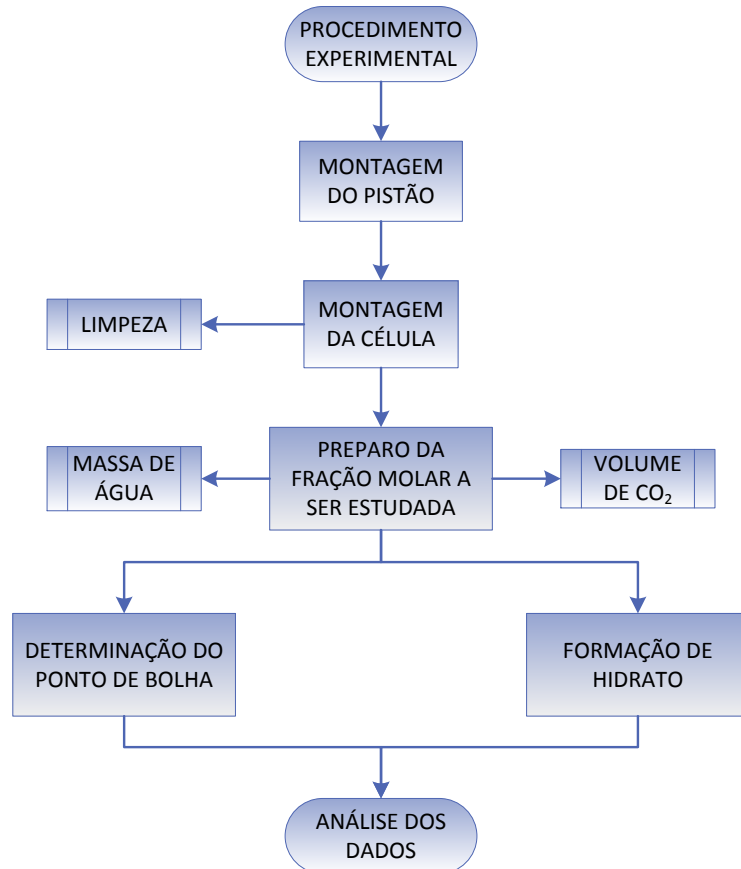 PROCEDIMENTO
EXPERIMENTAL
MONTAGEM
DO PISTÃO
LIMPEZA
MONTAGEM
DA CÉLULA
MASSA DE
ÁGUA
PREPARO DA
FRAÇÃO MOLAR A
SER ESTUDADA
VOLUME
DE CO₂
DETERMINAÇÃO DO
PONTO DE BOLHA
FORMAÇÃO DE
HIDRATO
ANÁLISE DOS
DADOS